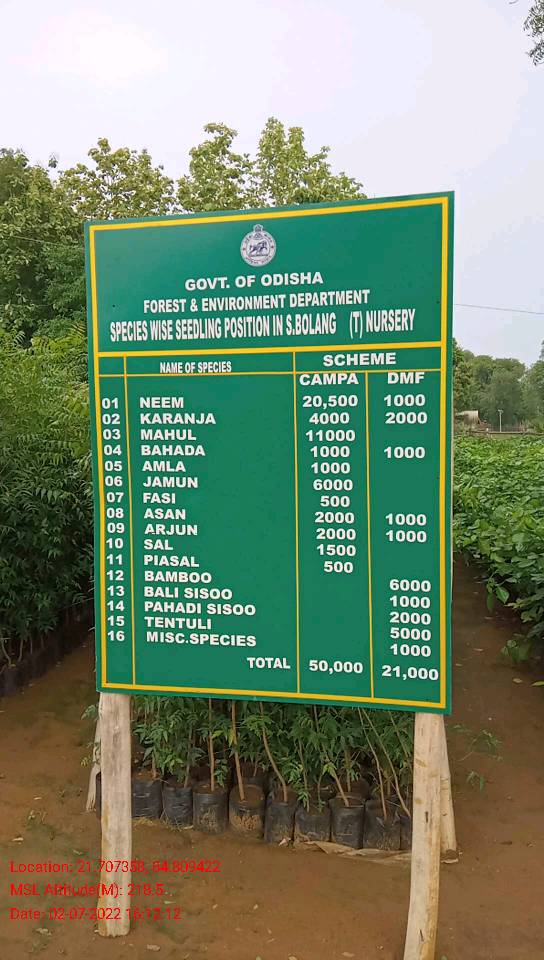 GOVT. OF ODISHA
FOREST & ENVIRONMENT DEPARTMENT
SPECIES WISE SEEDLING POSITION IN S.BOLANG (T) NURSERY
NAME OF SPECIES SCHEME
CAMPA DMF
01 NEEM 20,500 1000
02 KARANJA 4000 2000
03 MAHUL 11000
04 BAHADA 1000 1000
05 AMLA 1000
06 JAMUN 6000
07 FASI 500
08 ASAN 2000 1000
09 ARJUN 2000 1000
10 SAL 1500
11 PIASAL 500
12 BAMBOO 6000
13 BALI SISOO 1000
14 PAHADI SISOO 2000
15 TENTULI 5000
16 MISC.SPECIES 1000
TOTAL 50,000 21,000
Location: 21.707358, 84.809422
MSL Altitude(M): 218.5
Date: 02-07-2022 16:12:12